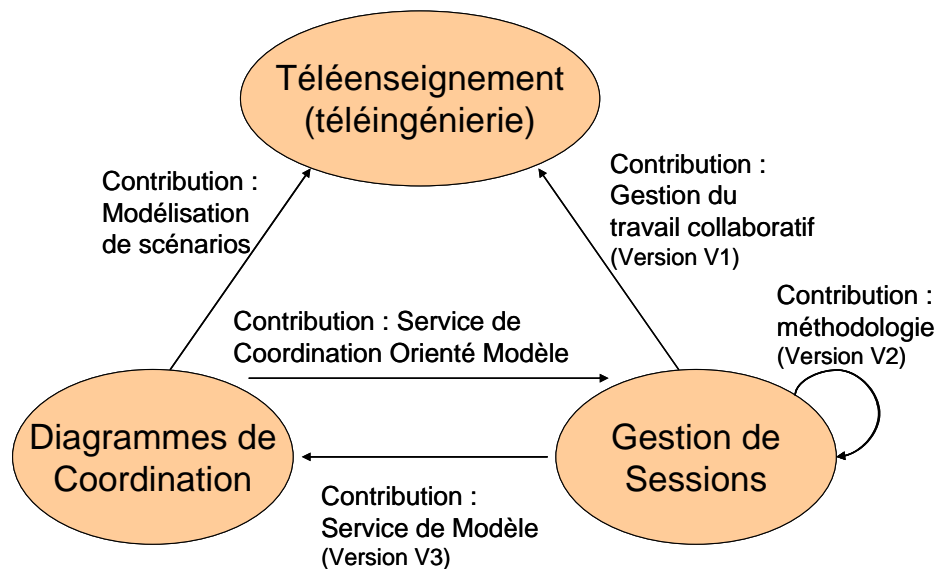 Téléenseignement
(téléingénierie)
Contribution :
Modélisation
de scénarios
Contribution :
Gestion du
travail collaboratif
(Version V1)
Contribution :
méthodologie
(Version V2)
Contribution : Service de
Coordination Orienté Modèle
Diagrammes de
Coordination
Gestion de
Sessions
Contribution :
Service de Modèle
(Version V3)